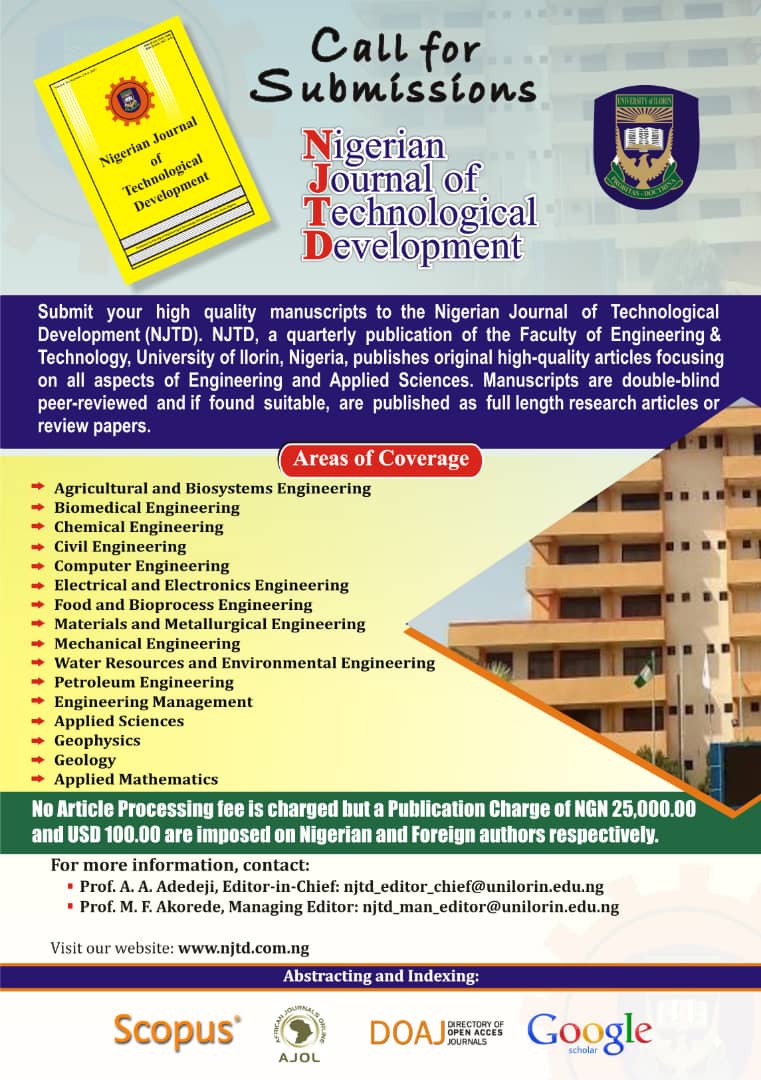 Call for
Submissions
Nigerian Journal
of
Technological
Development
Nigerian
Journal of
Technological
Development
UNIVERSITY of ILORIN
PROBITAS - DOCTRINA
Submit your high quality manuscripts to the Nigerian Journal of Technological
Development (NJTD). NJTD, a quarterly publication of the Faculty of Engineering &
Technology, University of Ilorin, Nigeria, publishes original high-quality articles focusing
on all aspects of Engineering and Applied Sciences. Manuscripts are double-blind
peer-reviewed and if found suitable, are published as full length research articles or
review papers.
Areas of Coverage
Agricultural and Biosystems Engineering
Biomedical Engineering
Chemical Engineering
Civil Engineering
Computer Engineering
Electrical and Electronics Engineering
Food and Bioprocess Engineering
Materials and Metallurgical Engineering
Mechanical Engineering
Water Resources and Environmental Engineering
Petroleum Engineering
Engineering Management
Applied Sciences
Geophysics
Geology
Applied Mathematics
No Article Processing fee is charged but a Publication Charge of NGN 25,000.00
and USD 100.00 are imposed on Nigerian and Foreign authors respectively.
For more information, contact:
Prof. A. A. Adedeji, Editor-in-Chief: njtd_editor_chief@unilorin.edu.ng
Prof. M. F. Akorede, Managing Editor: njtd_man_editor@unilorin.edu.ng
Visit our website: www.njtd.com.ng
Abstracting and Indexing:
Scopus®
AFRICAN JOURNALS ONLINE
AJOL
DOAJ DIRECTORY OF
OPEN ACCES
JOURNALS
Google
scholar